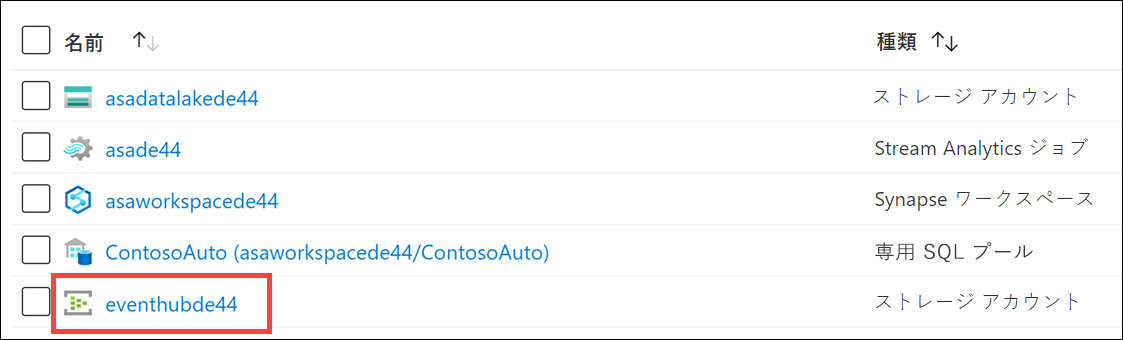 名前 ↑↓ 種類 ↑↓
asadatalakede44 ストレージ アカウント
asade44 Stream Analytics ジョブ
asaworkspacede44 Synapse ワークスペース
ContosoAuto (asaworkspacede44/ContosoAuto) 専用 SQL プール
eventhubde44 ストレージ アカウント